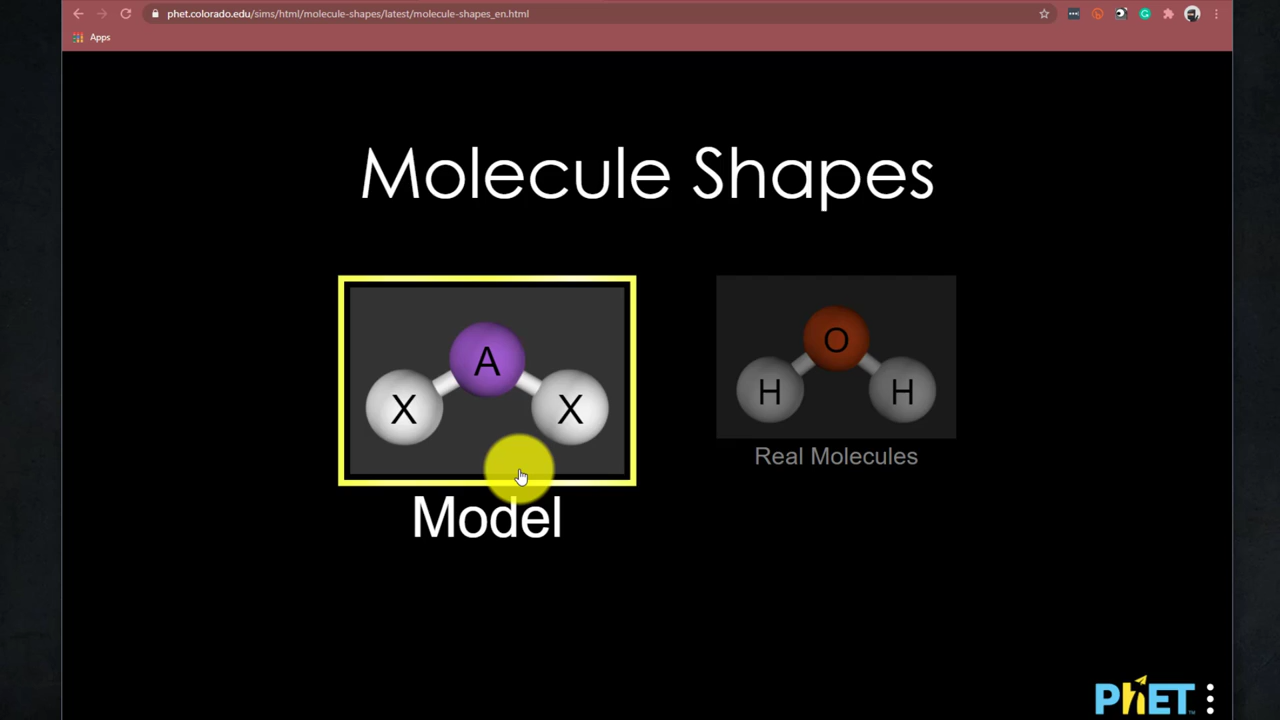 phet.colorado.edu/sims/html/molecule-shapes/latest/molecule-shapes_en.html
Apps
Molecule Shapes
A
X X
O
H H
Real Molecules
Model
PhET